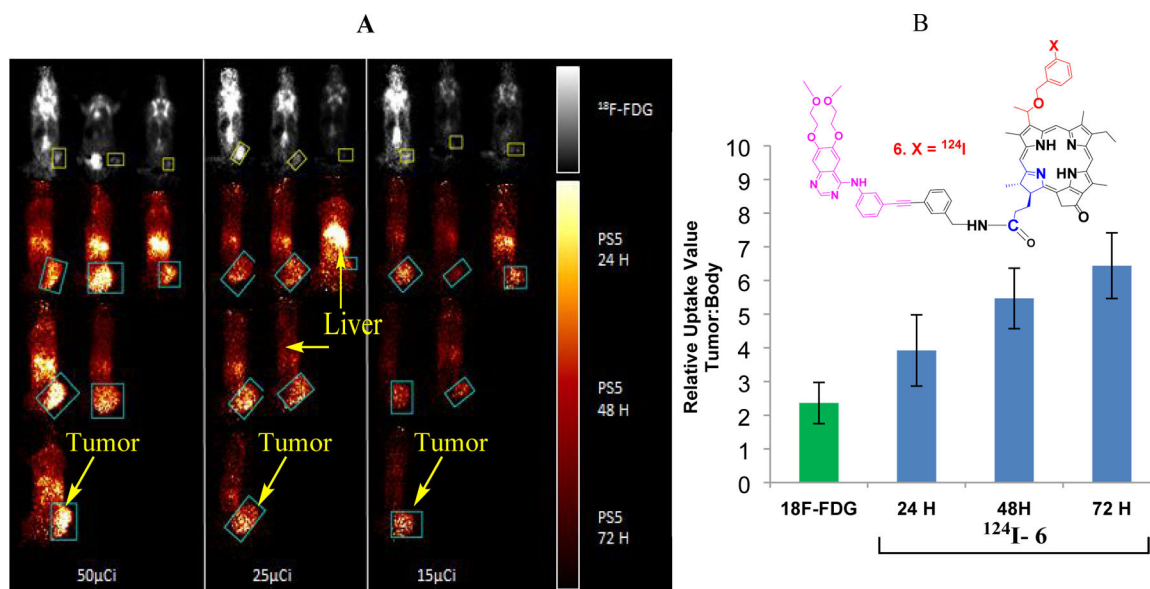 A
¹⁸F-FDG
PS5
24 H
Liver
PS5
48 H
Tumor
Tumor
Tumor
PS5
72 H
50µCi
25µCi
15µCi
B
X
O
O
O
O
O
N
N
NH
HN
C
O
NH
N
N
HN
O
6. X = ¹²⁴I
Relative Uptake Value
Tumor:Body
10
9
8
7
6
5
4
3
2
1
0
18F-FDG
24 H
48H
72 H
¹²⁴I- 6